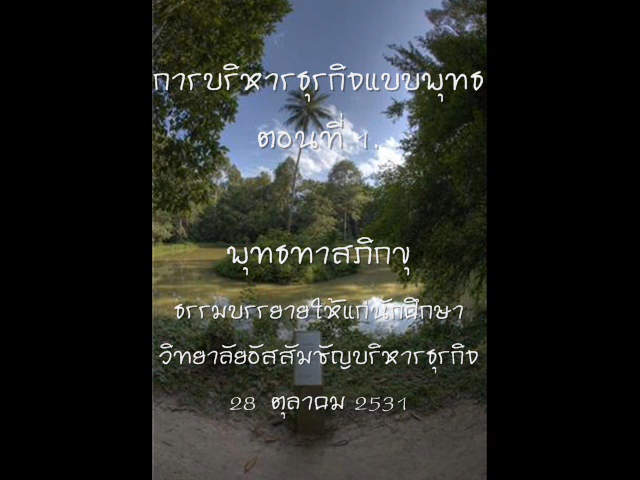 การบริหารธุรกิจแบบพุทธ
ตอนที่ 1.
พุทธทาสภิกขุ
ธรรมบรรยายให้แก่นักศึกษา
วิทยาลัยอัสสัมชัญบริหารธุรกิจ
28 ตุลาคม 2531